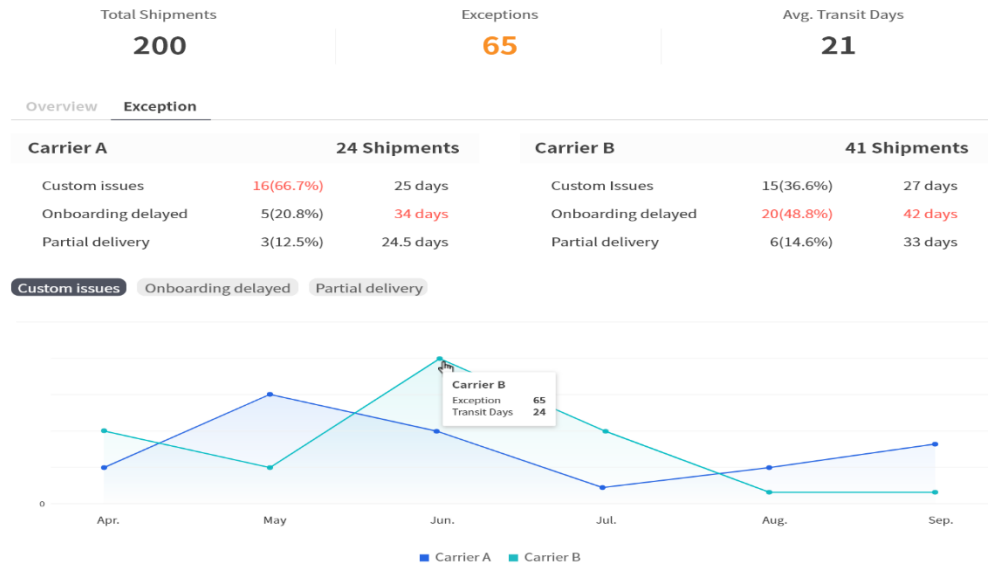 Total Shipments Exceptions Avg. Transit Days
200 65 21
Overview Exception
Carrier A 24 Shipments Carrier B 41 Shipments
Custom issues 16(66.7%) 25 days Custom Issues 15(36.6%) 27 days
Onboarding delayed 5(20.8%) 34 days Onboarding delayed 20(48.8%) 42 days
Partial delivery 3(12.5%) 24.5 days Partial delivery 6(14.6%) 33 days
Custom issues Onboarding delayed Partial delivery
Carrier B
Exception 65
Transit Days 24
0
Apr. May Jun. Jul. Aug. Sep.
Carrier A Carrier B